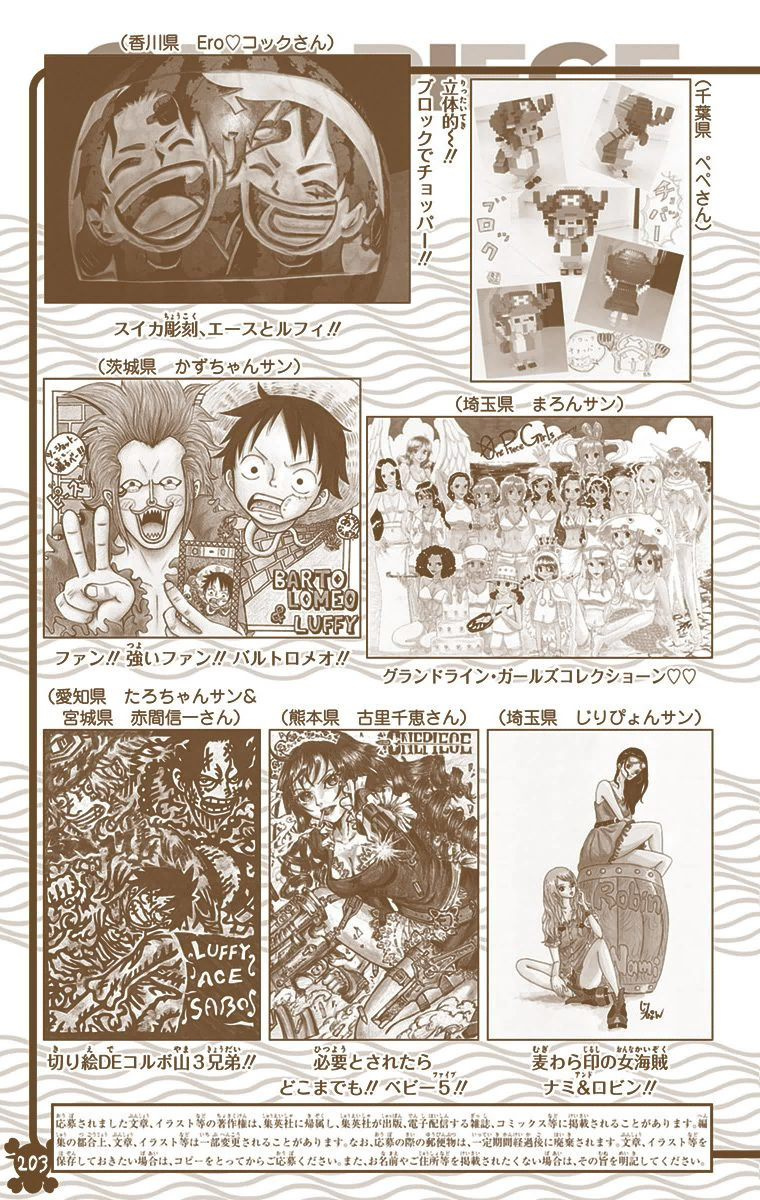 ONE PIECE
(香川県 Ero♡コックさん)
スイカ彫刻、エースとルフィ!!
(千葉県 ペペさん)
立体的〜!!
ブロックでチョッパー!!
チョッパー
ブロック
(茨城県 かずちゃんサン)
BARTO
LOMEO
& LUFFY
ファン!! 強いファン!! バルトロメオ!!
(埼玉県 まろんサン)
One Piece Girls
グランドライン・ガールズコレクショーン♡♡
(愛知県 たろちゃんサン&
宮城県 赤間信一さん)
LUFFY
ACE
SABO
切り絵DEコルボ山3兄弟!!
(熊本県 古里千恵さん)
ONEPIECE
必要とされたら
どこまでも!! ベビー5!!
(埼玉県 じりぴょんサン)
Robin
Nami
麦わら印の女海賊
ナミ&ロビン!!
応募されました文章、イラスト等の著作権は、集英社に帰属し、集英社が出版、電子配信する雑誌、コミックス等に掲載されることがあります。編
集の都合上、文章、イラスト等は一部変更されることがあります。なお、応募の際の郵便物は、一定期間経過後に廃棄されます。文章、イラスト等を
保存しておきたい場合は、コピーをとってからご応募ください。また、お名前やご住所等を掲載されたくない場合は、その旨を明記してください。
203